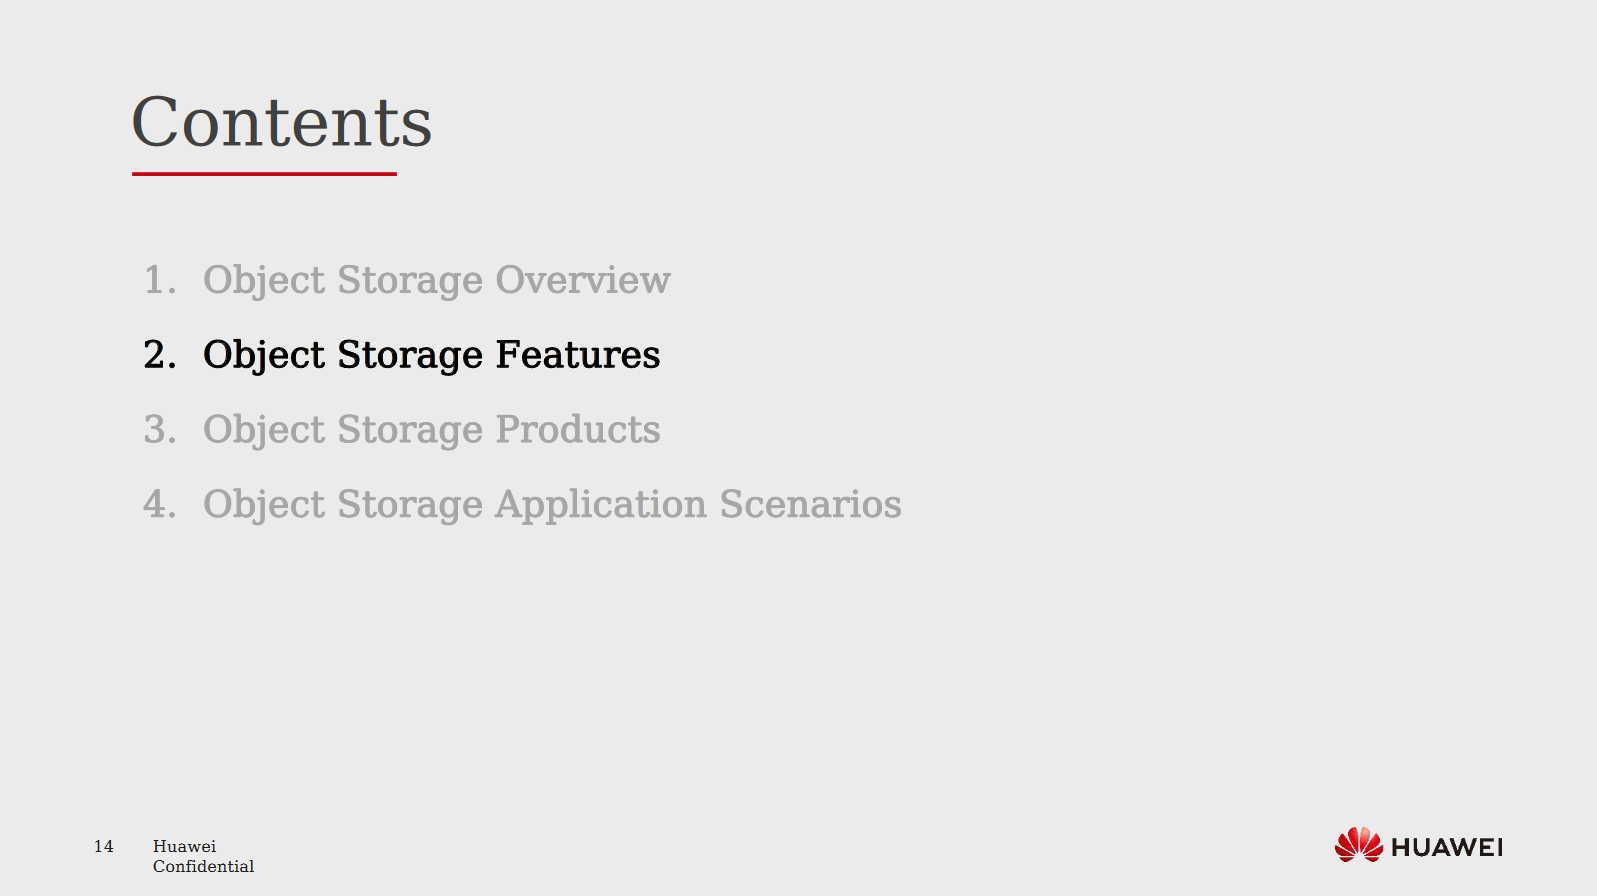 Contents
1. Object Storage Overview
2. Object Storage Features
3. Object Storage Products
4. Object Storage Application Scenarios
14 Huawei
Confidential
HUAWEI